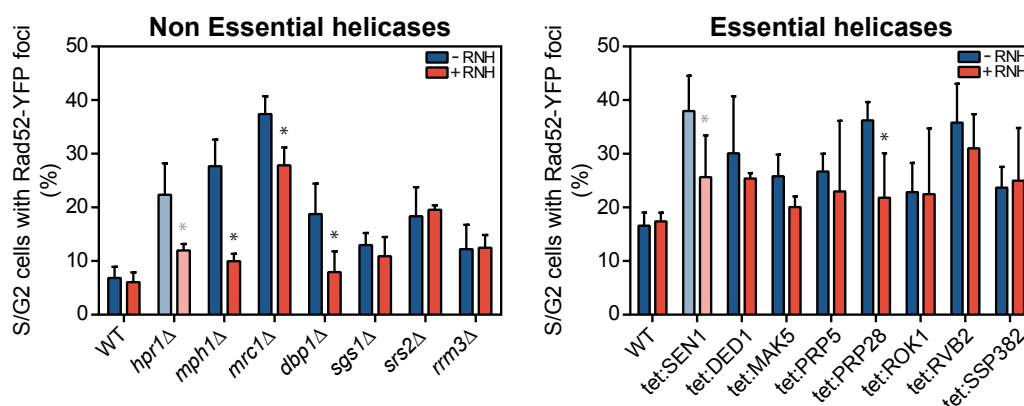 Non Essential helicases
S/G2 cells with Rad52-YFP foci
(%)
50
40
30
20
10
0
- RNH
+ RNH
*
*
*
*
WT
hpr1Δ
mph1Δ
mrc1Δ
dbp1Δ
sgs1Δ
srs2Δ
rrm3Δ
Essential helicases
S/G2 cells with Rad52-YFP foci
(%)
50
40
30
20
10
0
- RNH
+ RNH
*
*
WT
tet:SEN1
tet:DED1
tet:MAK5
tet:PRP5
tet:PRP28
tet:ROK1
tet:RVB2
tet:SSP382